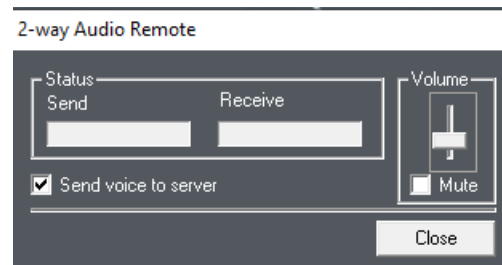 2-way Audio Remote
Status
Volume
Send Receive
Send voice to server
Mute
Close